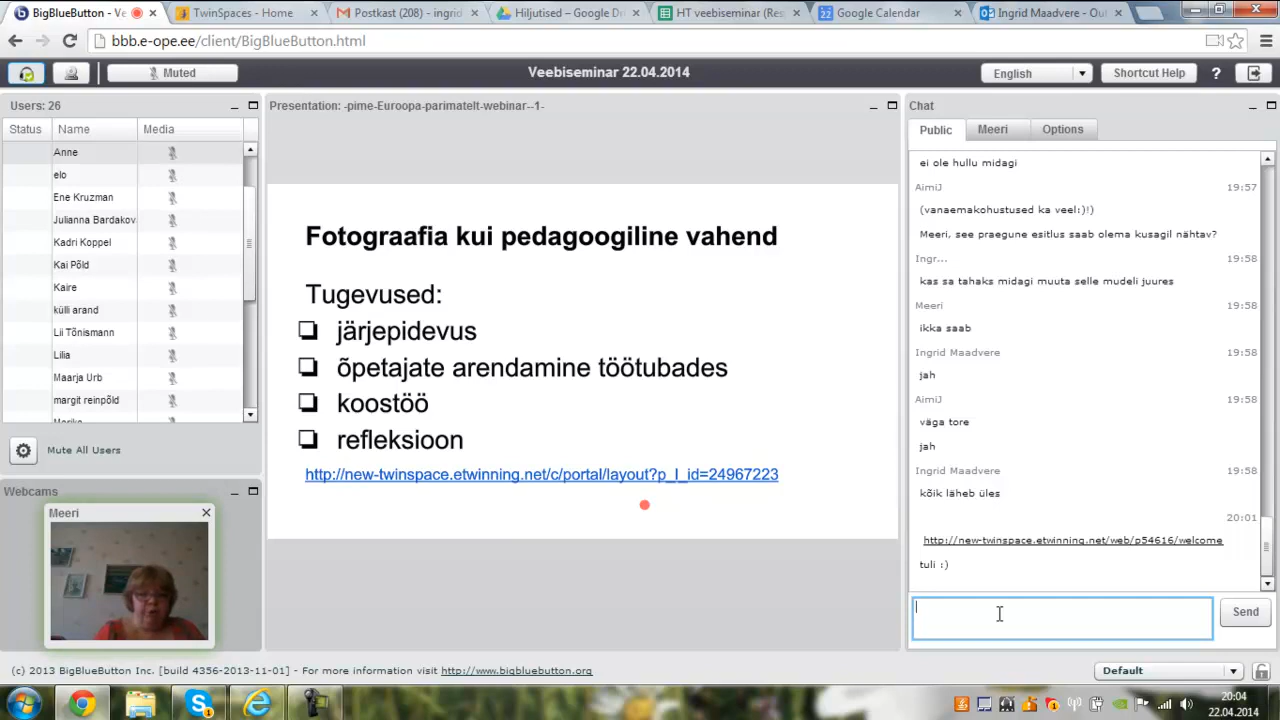 BigBlueButton - Ve
TwinSpaces - Home
Postkast (208) - ingrid
Hiljutised – Google Dr
HT veebiseminar (Res
Google Calendar
Ingrid Maadvere - Out
bbb.e-ope.ee/client/BigBlueButton.html
Muted
Veebiseminar 22.04.2014
English
Shortcut Help
?
Users: 26
Status Name Media
Anne
elo
Ene Kruzman
Julianna Bardakov
Kadri Koppel
Kai Põld
Kaire
külli arand
Lii Tõnismann
Lilia
Maarja Urb
margit reinpõld
Mute All Users
Webcams
Meeri
Presentation: -pime-Euroopa-parimatelt-webinar--1-
Fotograafia kui pedagoogiline vahend
Tugevused:
järjepidevus
õpetajate arendamine töötubades
koostöö
refleksioon
http://new-twinspace.etwinning.net/c/portal/layout?p_l_id=24967223
Chat
Public Meeri Options
ei ole hullu midagi
AimiJ 19:57
(vanaemakohustused ka veel:)!)
Meeri, see praegune esitlus saab olema kusagil nähtav?
Ingr... 19:58
kas sa tahaks midagi muuta selle mudeli juures
Meeri 19:58
ikka saab
Ingrid Maadvere 19:58
jah
AimiJ 19:58
väga tore
jah
Ingrid Maadvere 19:58
kõik läheb üles
20:01
http://new-twinspace.etwinning.net/web/p54616/welcome
tuli :)
Send
(c) 2013 BigBlueButton Inc. [build 4356-2013-11-01] - For more information visit http://www.bigbluebutton.org
Default
20:04
22.04.2014